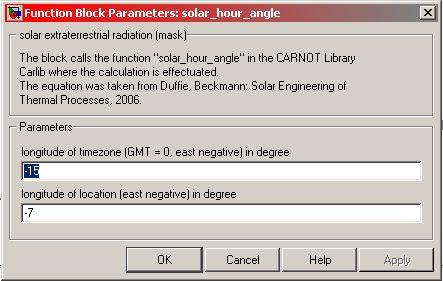 Function Block Parameters: solar_hour_angle
solar extraterrestrial radiation (mask)
The block calls the function "solar_hour_angle" in the CARNOT Library
Carlib where the calculation is effectuated.
The equation was taken from Duffie, Beckmann: Solar Engineering of
Thermal Processes, 2006.
Parameters
longitude of timezone (GMT = 0, east negative) in degree
-15
longitude of location (east negative) in degree
-7
OK Cancel Help Apply